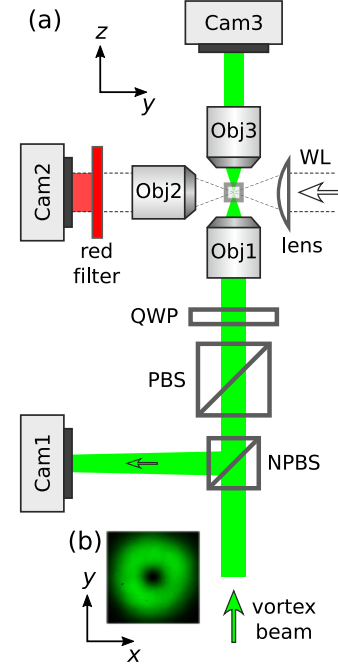 (a)
Cam3
z
y
Obj3
WL
Cam2
Obj2
lens
red
filter
Obj1
QWP
PBS
Cam1
NPBS
(b)
y
x
vortex
beam